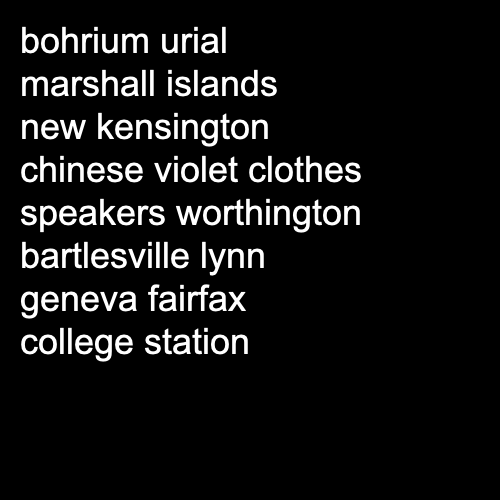 bohrium urial
marshall islands
new kensington
chinese violet clothes
speakers worthington
bartlesville lynn
geneva fairfax
college station